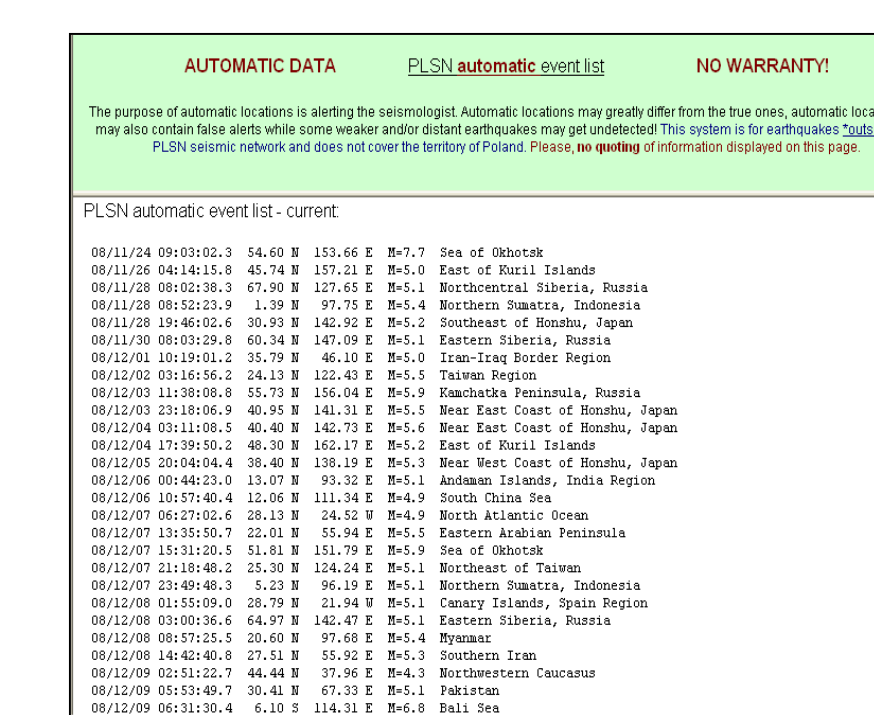 AUTOMATIC DATA PLSN automatic event list NO WARRANTY!
The purpose of automatic locations is alerting the seismologist. Automatic locations may greatly differ from the true ones, automatic loca
may also contain false alerts while some weaker and/or distant earthquakes may get undetected! This system is for earthquakes *outs
PLSN seismic network and does not cover the territory of Poland. Please, no quoting of information displayed on this page.
PLSN automatic event list - current:
08/11/24 09:03:02.3 54.60 N 153.66 E M=7.7 Sea of Okhotsk
08/11/26 04:14:15.8 45.74 N 157.21 E M=5.0 East of Kuril Islands
08/11/28 08:02:38.3 67.90 N 127.65 E M=5.1 Northcentral Siberia, Russia
08/11/28 08:52:23.9 1.39 N 97.75 E M=5.4 Northern Sumatra, Indonesia
08/11/28 19:46:02.6 30.93 N 142.92 E M=5.2 Southeast of Honshu, Japan
08/11/30 08:03:29.8 60.34 N 147.09 E M=5.1 Eastern Siberia, Russia
08/12/01 10:19:01.2 35.79 N 46.10 E M=5.0 Iran-Iraq Border Region
08/12/02 03:16:56.2 24.13 N 122.43 E M=5.5 Taiwan Region
08/12/03 11:38:08.8 55.73 N 156.04 E M=5.9 Kamchatka Peninsula, Russia
08/12/03 23:18:06.9 40.95 N 141.31 E M=5.5 Near East Coast of Honshu, Japan
08/12/04 03:11:08.5 40.40 N 142.73 E M=5.6 Near East Coast of Honshu, Japan
08/12/04 17:39:50.2 48.30 N 162.17 E M=5.2 East of Kuril Islands
08/12/05 20:04:04.4 38.40 N 138.19 E M=5.3 Near West Coast of Honshu, Japan
08/12/06 00:44:23.0 13.07 N 93.32 E M=5.1 Andaman Islands, India Region
08/12/06 10:57:40.4 12.06 N 111.34 E M=4.9 South China Sea
08/12/07 06:27:02.6 28.13 N 24.52 W M=4.9 North Atlantic Ocean
08/12/07 13:35:50.7 22.01 N 55.94 E M=5.5 Eastern Arabian Peninsula
08/12/07 15:31:20.5 51.81 N 151.79 E M=5.9 Sea of Okhotsk
08/12/07 21:18:48.2 25.30 N 124.24 E M=5.1 Northeast of Taiwan
08/12/07 23:49:48.3 5.23 N 96.19 E M=5.1 Northern Sumatra, Indonesia
08/12/08 01:55:09.0 28.79 N 21.94 W M=5.1 Canary Islands, Spain Region
08/12/08 03:00:36.6 64.97 N 142.47 E M=5.1 Eastern Siberia, Russia
08/12/08 08:57:25.5 20.60 N 97.68 E M=5.4 Myanmar
08/12/08 14:42:40.8 27.51 N 55.92 E M=5.3 Southern Iran
08/12/09 02:51:22.7 44.44 N 37.96 E M=4.3 Northwestern Caucasus
08/12/09 05:53:49.7 30.41 N 67.33 E M=5.1 Pakistan
08/12/09 06:31:30.4 6.10 S 114.31 E M=6.8 Bali Sea